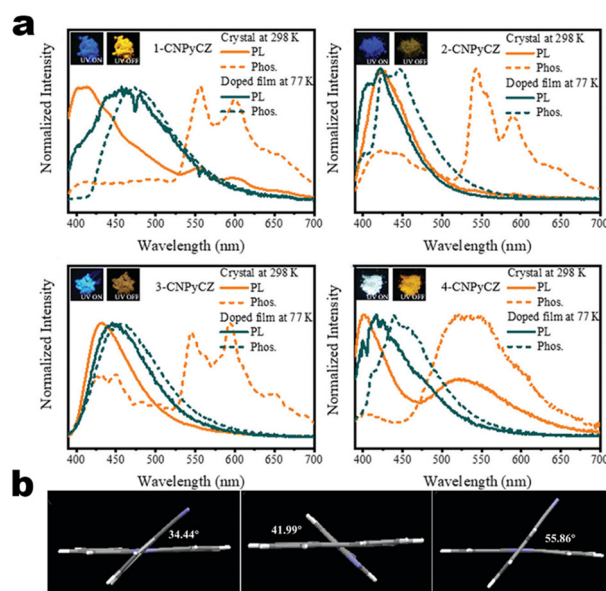 a
1-CNPyCZ
UV ON
UV OFF
Crystal at 298 K
PL
Phos.
Doped film at 77 K
PL
Phos.
Normalized Intensity
400 450 500 550 600 650 700
Wavelength (nm)
2-CNPyCZ
UV ON
UV OFF
Crystal at 298 K
PL
Phos.
Doped film at 77 K
PL
Phos.
Normalized Intensity
400 450 500 550 600 650 700
Wavelength (nm)
3-CNPyCZ
UV ON
UV OFF
Crystal at 298 K
PL
Phos.
Doped film at 77 K
PL
Phos.
Normalized Intensity
400 450 500 550 600 650 700
Wavelength (nm)
4-CNPyCZ
UV ON
UV OFF
Crystal at 298 K
PL
Phos.
Doped film at 77 K
PL
Phos.
Normalized Intensity
400 450 500 550 600 650 700
Wavelength (nm)
b
34.44°
41.99°
55.86°